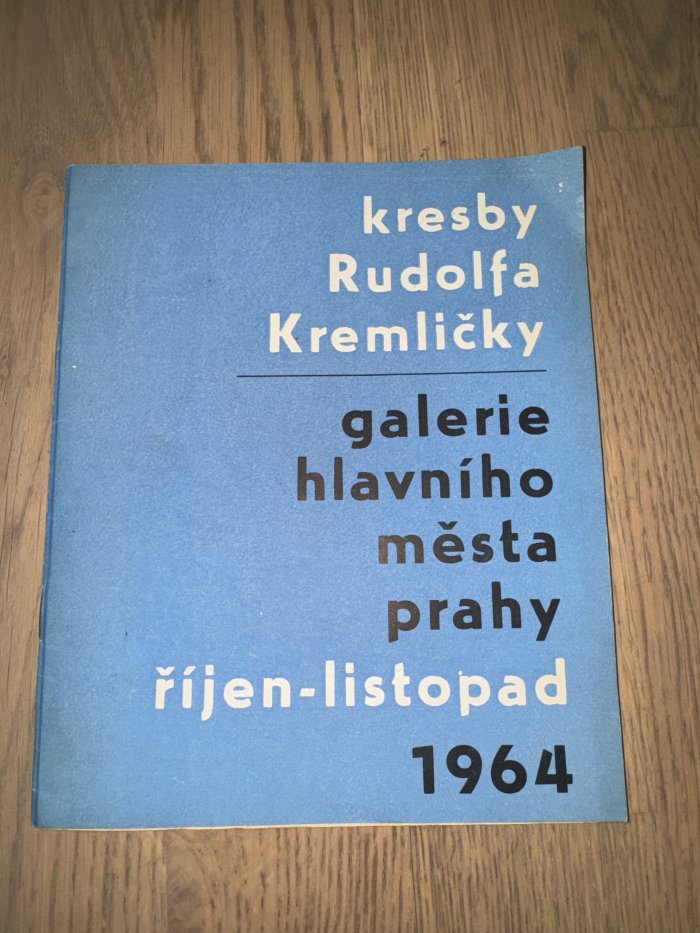 kresby
Rudolfa
Kremličky
galerie
hlavního
města
prahy
říjen-listopad
1964